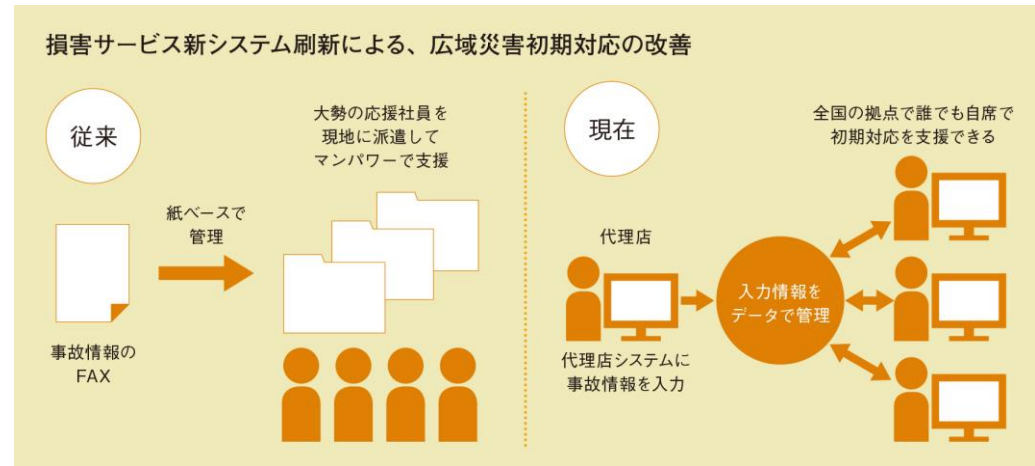 損害サービス新システム刷新による、広域災害初期対応の改善
従来
大勢の応援社員を
現地に派遣して
マンパワーで支援
紙ベースで
管理
事故情報の
FAX
現在
全国の拠点で誰でも自席で
初期対応を支援できる
代理店
入力情報を
データで管理
代理店システムに
事故情報を入力